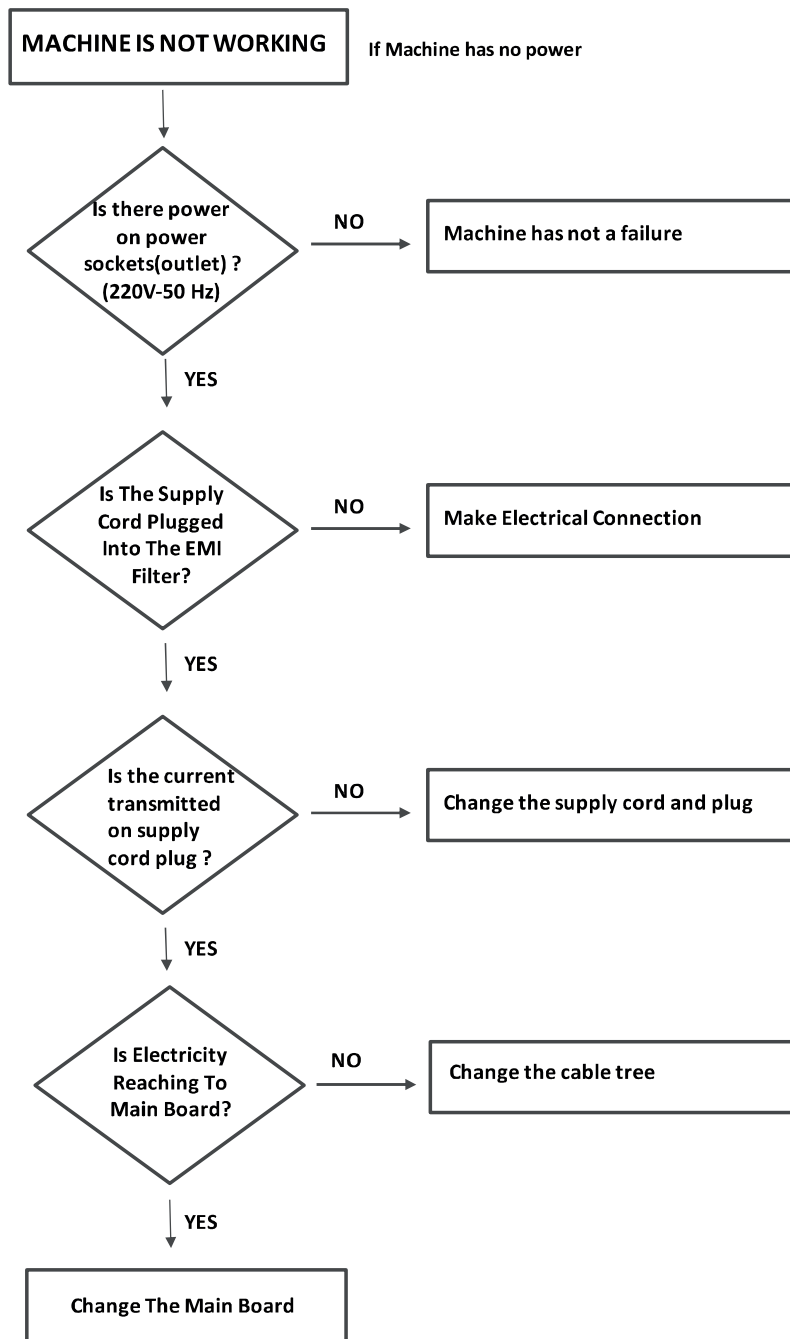 MACHINE IS NOT WORKING
If Machine has no power
Is there power
on power
sockets(outlet) ?
(220V-50 Hz)
NO
Machine has not a failure
YES
Is The Supply
Cord Plugged
Into The EMI
Filter?
NO
Make Electrical Connection
YES
Is the current
transmitted
on supply
cord plug ?
NO
Change the supply cord and plug
YES
Is Electricity
Reaching To
Main Board?
NO
Change the cable tree
YES
Change The Main Board